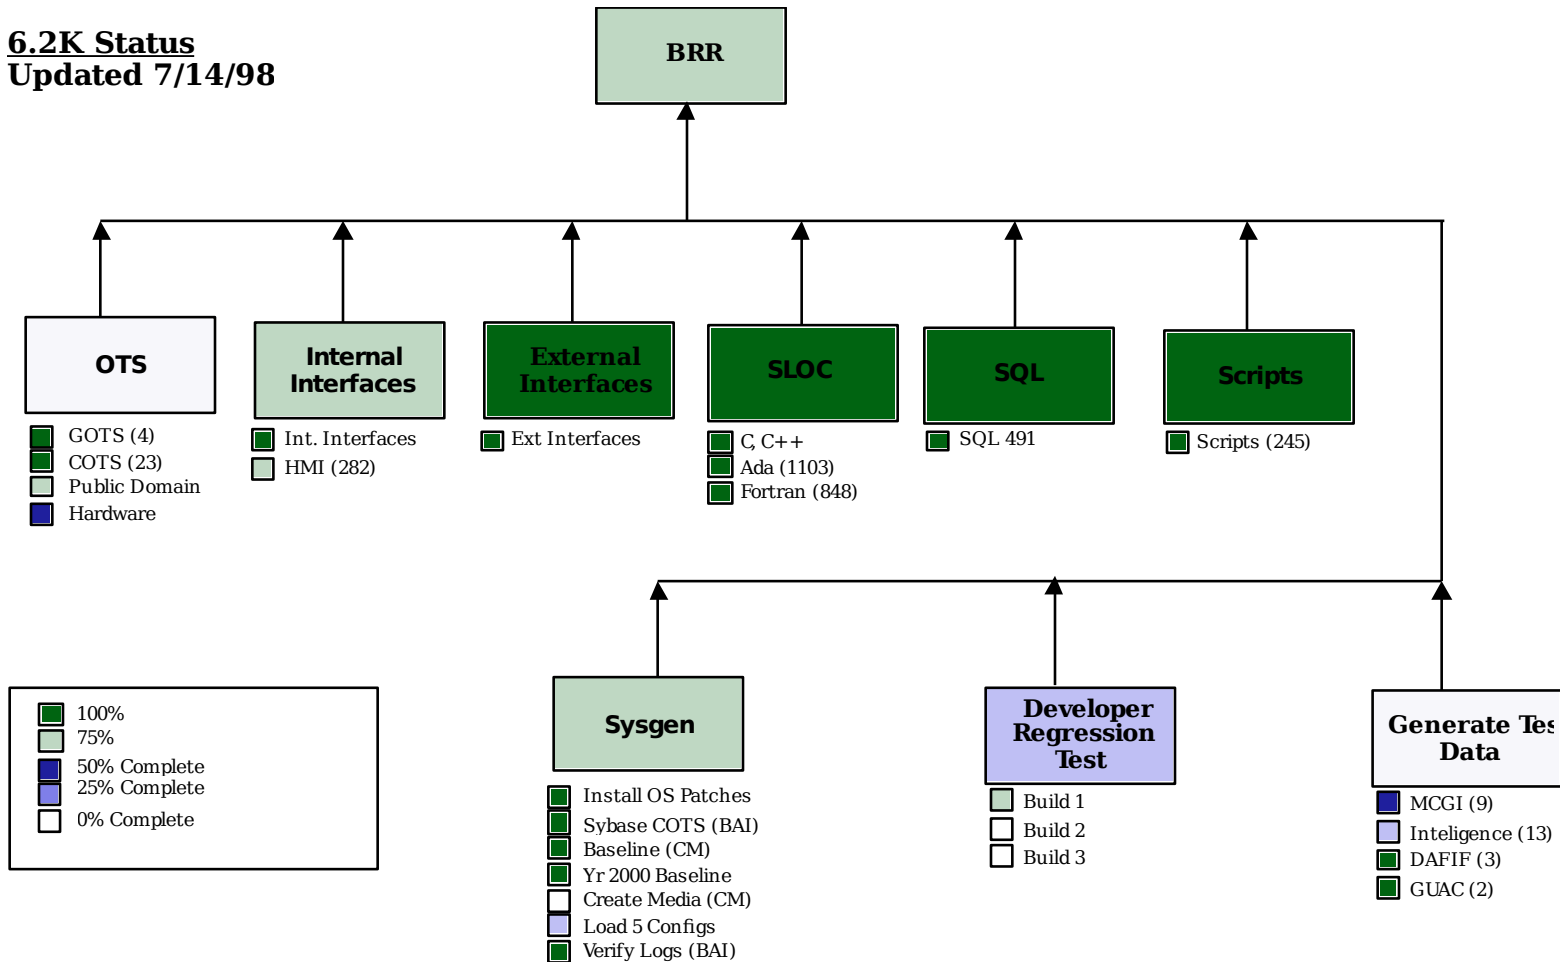 6.2K Status
Updated 7/14/98
BRR
OTS
Internal
Interfaces
External
Interfaces
SLOC
SQL
Scripts
GOTS (4)
COTS (23)
Public Domain
Hardware
Int. Interfaces
HMI (282)
Ext Interfaces
C, C++
Ada (1103)
Fortran (848)
SQL 491
Scripts (245)
100%
75%
50% Complete
25% Complete
0% Complete
Sysgen
Install OS Patches
Sybase COTS (BAI)
Baseline (CM)
Yr 2000 Baseline
Create Media (CM)
Load 5 Configs
Verify Logs (BAI)
Developer
Regression
Test
Build 1
Build 2
Build 3
Generate Tes
Data
MCGI (9)
Inteligence (13)
DAFIF (3)
GUAC (2)